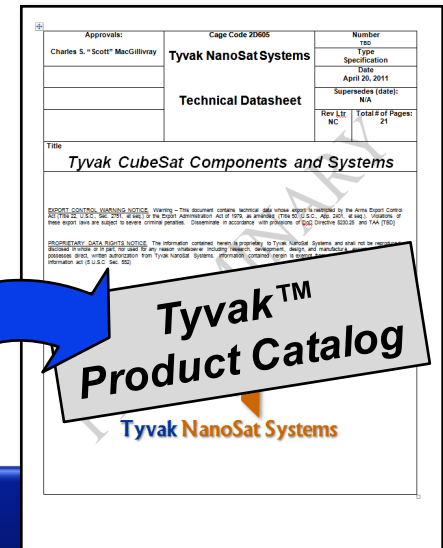 Approvals:
Cage Code 2D605
Number
TBD
Charles S. "Scott" MacGillivray
Tyvak NanoSat Systems
Type
Specification
Date
April 20, 2011
Technical Datasheet
Supersedes (date):
N/A
Rev Ltr
NC
Total # of Pages:
21
Title
Tyvak CubeSat Components and Systems
EXPORT CONTROL WARNING NOTICE. Warning – This document contains technical data whose export is restricted by the Arms Export Control
Act (Title 22, U.S.C., Sec. 2751, et seq.) or the Export Administration Act of 1979, as amended, (Title 50, U.S.C., App. 2401, et seq.). Violations of
these export laws are subject to severe criminal penalties. Disseminate in accordance with provisions of DoD Directive 5230.25 and TAA [TBD]
PROPRIETARY DATA RIGHTS NOTICE. The information contained herein is proprietary to Tyvak NanoSat Systems and shall not be reproduced
disclosed in whole or in part, nor used for any reason whatsoever including research, development, design, and manufacture,
possesses direct, written authorization from Tyvak NanoSat Systems. Information contained herein is exempt
information act (5 U.S.C. Sec. 552)
Tyvak™
Product Catalog
Tyvak NanoSat Systems